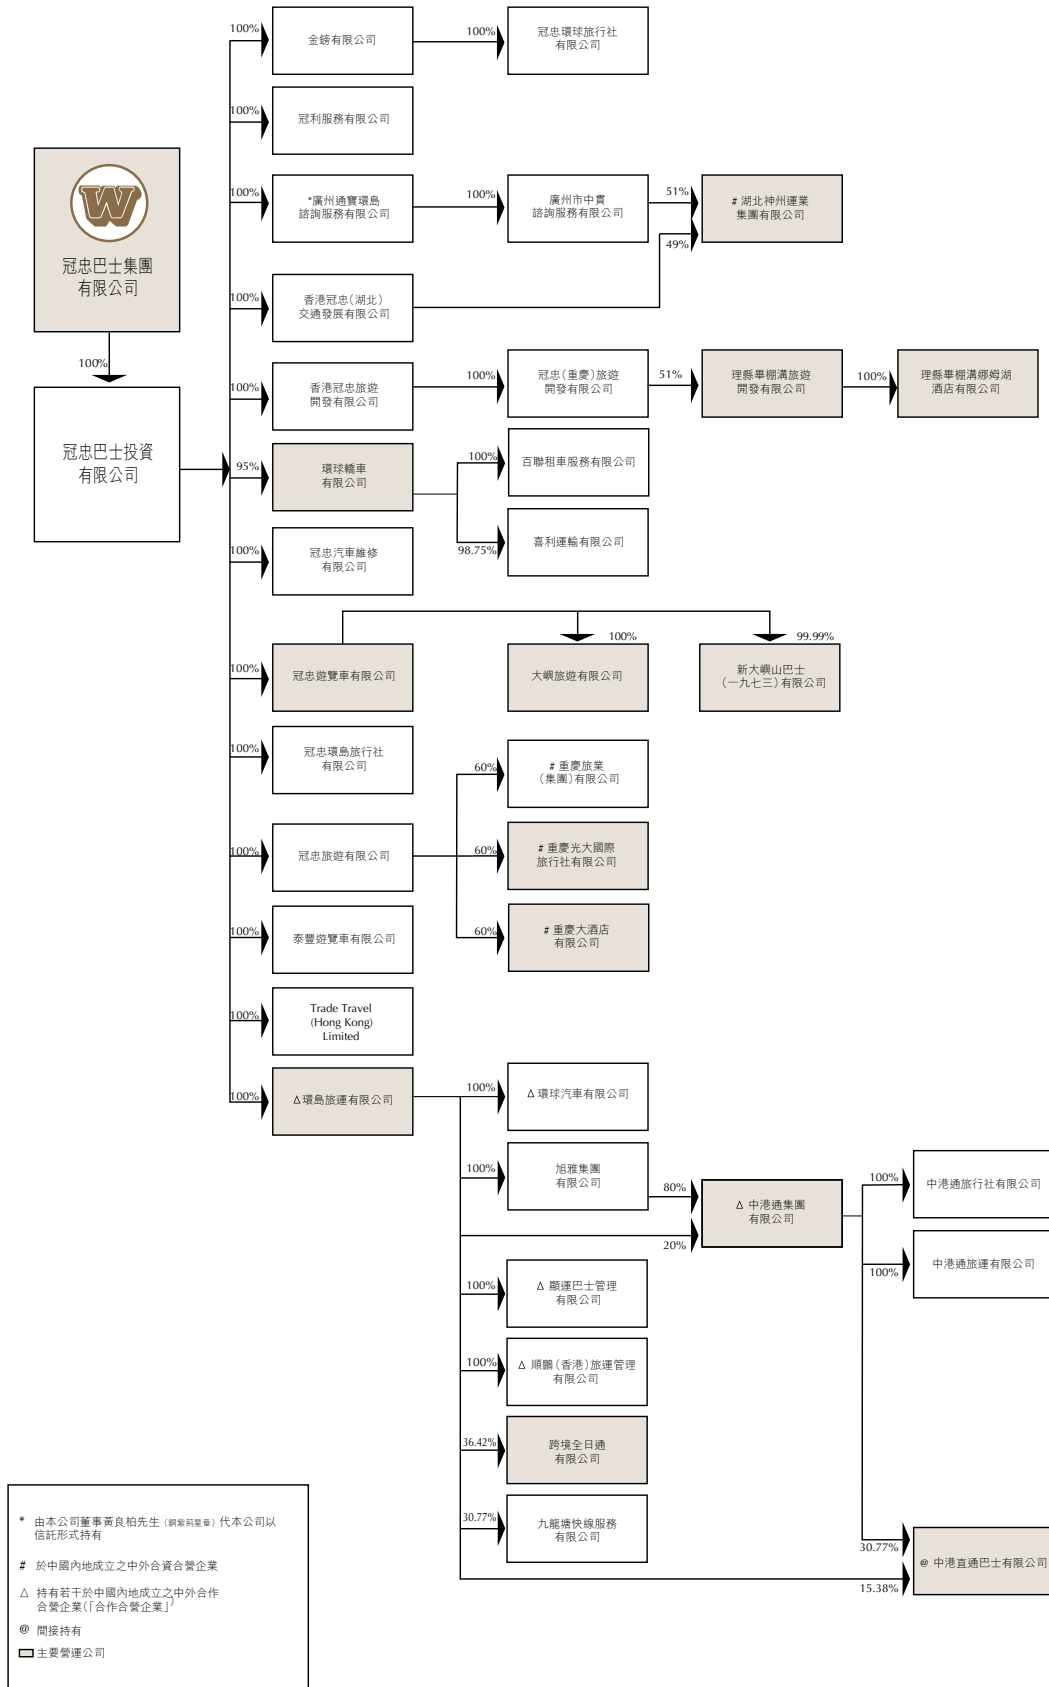 冠忠巴士集團
有限公司
100%
冠忠巴士投資
有限公司
100%
金鎊有限公司
100%
冠忠環球旅行社
有限公司
100%
冠利服務有限公司
100%
*廣州通寶環島
諮詢服務有限公司
100%
廣州市中貫
諮詢服務有限公司
51%
# 湖北神州運業
集團有限公司
49%
100%
香港冠忠（湖北）
交通發展有限公司
100%
香港冠忠旅遊
開發有限公司
100%
冠忠（重慶）旅遊
開發有限公司
51%
理縣畢棚溝旅遊
開發有限公司
100%
理縣畢棚溝娜姆湖
酒店有限公司
95%
環球轎車
有限公司
100%
百聯租車服務有限公司
98.75%
喜利運輸有限公司
100%
冠忠汽車維修
有限公司
100%
冠忠遊覽車有限公司
100%
大嶼旅遊有限公司
99.99%
新大嶼山巴士
（一九七三）有限公司
100%
冠忠環島旅行社
有限公司
100%
冠忠旅遊有限公司
60%
# 重慶旅業
（集團）有限公司
60%
# 重慶光大國際
旅行社有限公司
60%
# 重慶大酒店
有限公司
100%
泰豐遊覽車有限公司
100%
Trade Travel
(Hong Kong)
Limited
100%
Δ環島旅運有限公司
100%
Δ環球汽車有限公司
100%
旭雅集團
有限公司
80%
Δ 中港通集團
有限公司
20%
100%
中港通旅行社有限公司
100%
中港通旅運有限公司
100%
Δ 顯運巴士管理
有限公司
100%
Δ 順鵬（香港）旅運管理
有限公司
36.42%
跨境全日通
有限公司
30.77%
九龍塘快線服務
有限公司
30.77%
@ 中港直通巴士有限公司
15.38%
* 由本公司董事黃良柏先生（銅紫荊星章）代本公司以
信託形式持有
# 於中國內地成立之中外合資合營企業
△ 持有若干於中國內地成立之中外合作
合營企業（「合作合營企業」）
@ 間接持有
主要營運公司